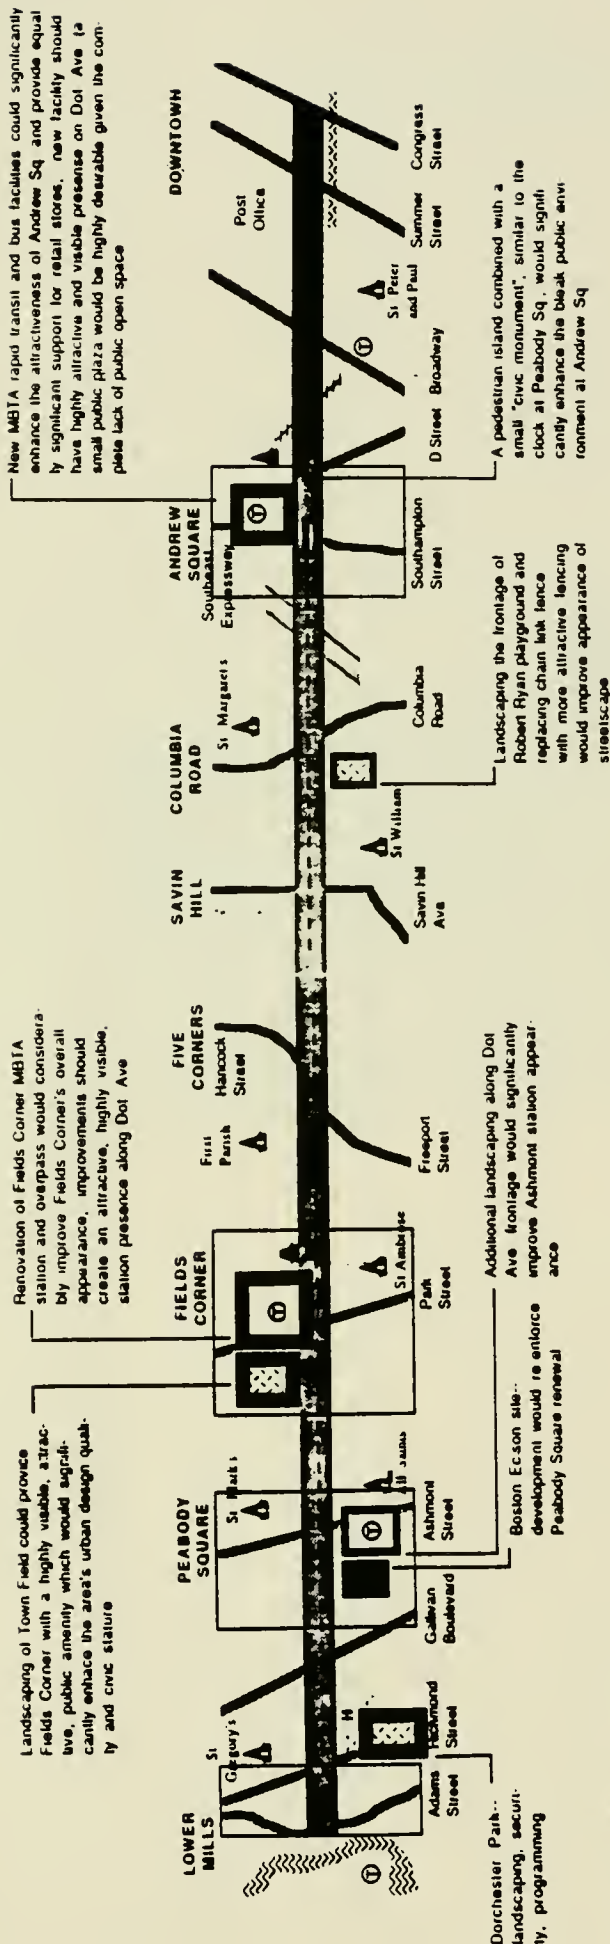 New MBTA rapid transit and bus facilities could significantly
enhance the attractiveness of Andrew Sq and provide equal
ly significant support for retail stores, new facility should
have highly attractive and visible presense on Dot Ave (a
small public plaza would be highly desirable given the com-
plete lack of public open space
Renovation of Fields Corner MBTA
station and overpass would considera-
bly improve Fields Corner's overall
appearance, improvements should
create an attractive, highly visible,
station presence along Dot Ave
Landscaping of Town Field could provice
Fields Corner with a highly visible, attrac-
tive, public amenity which would signifi-
cantly enhace the area's urban design quali-
ty and civic stature
LOWER
MILLS
St
Gregory's
PEABODY
SQUARE
St Mark's
FIELDS
CORNER
First
Parish
FIVE
CORNERS
Hancock
Street
SAVIN
HILL
COLUMBIA
ROAD
St Margarets
ANDREW
SQUARE
Southeast
Expressway
Post
Office
DOWNTOWN
T
T
T
T
T
Adams
Street
Richmond
Street
Gallivan
Boulevard
Ashmont
Street
Park
Street
St Ambrose
Freeport
Street
Savin Hill
Ave
St William
Columbia
Road
Southampton
Street
D Street
Broadway
St Peter
and Paul
Summer
Street
Congress
Street
Dorchester Park--
landscaping, securi-
ty, programming
Boston Ecison site--
development would re enforce
Peabody Square renewal
Additional landscaping along Dot
Ave frontage would significantly
improve Ashmont station appear-
ance
Landscaping the frontage of
Robert Ryan playground and
replacing chain link fence
with more attractive fencing
would improve appearance of
streetscape
A pedestrian island combined with a
small "civic monument", similar to the
clock at Peabody Sq, would signifi
cantly enhance the bleak public envi-
ronment at Andrew Sq